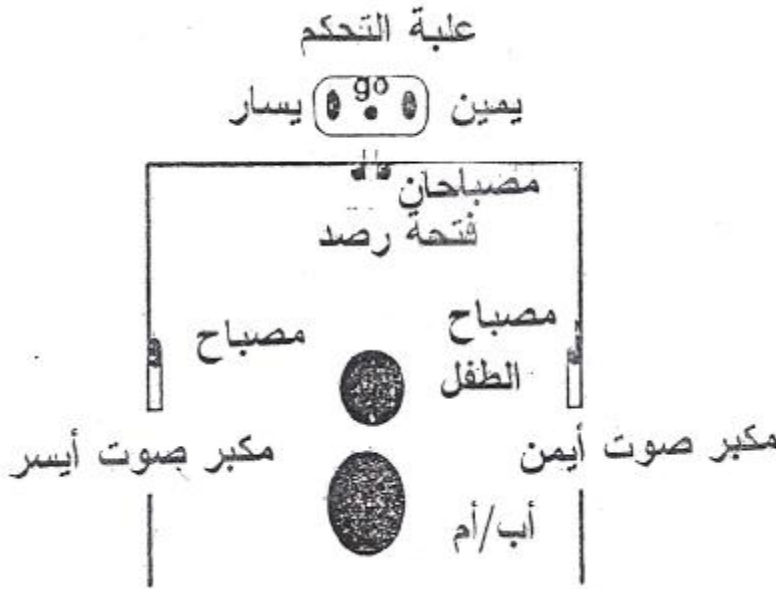 علبة التحكم
go
يمين
يسار
مصباحان
فتحة رصد
مصباح
مصباح
الطفل
مكبر صوت أيمن
مكبر صوت أيسر
أب/أم